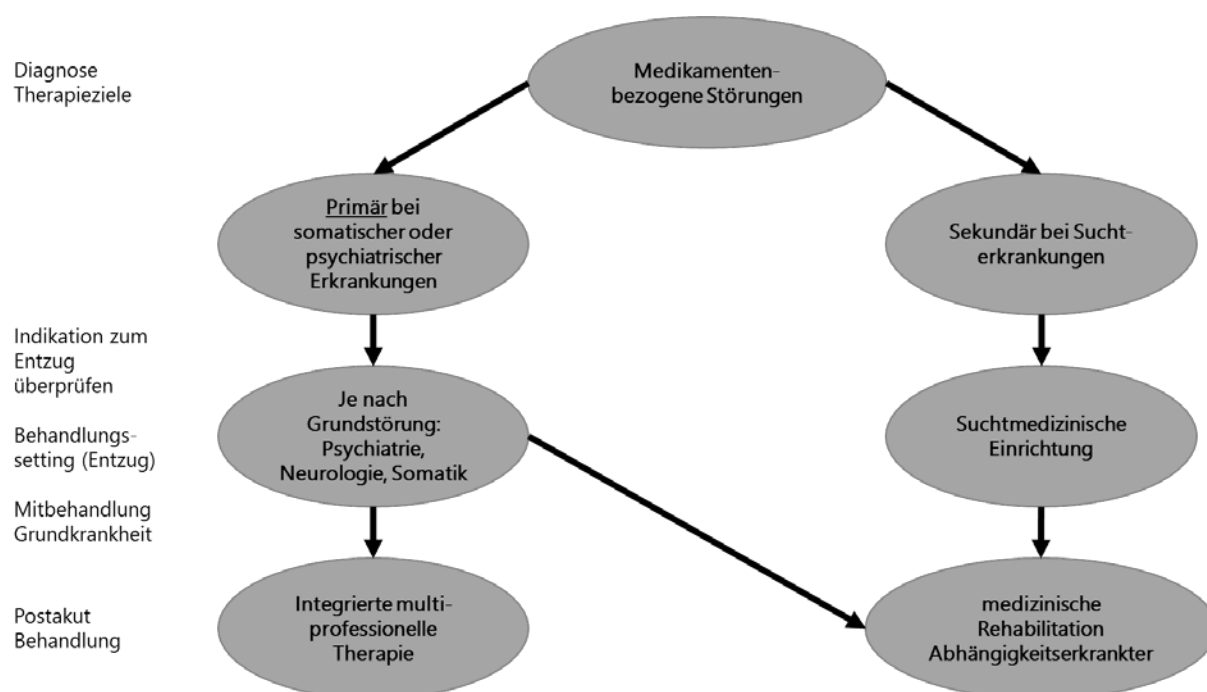 Diagnose
Therapieziele
Medikamenten-
bezogene Störungen
Primär bei
somatischer oder
psychiatrischer
Erkrankungen
Sekundär bei Sucht-
erkrankungen
Indikation zum
Entzug
überprüfen
Behandlungs-
setting (Entzug)
Mitbehandlung
Grundkrankheit
Je nach
Grundstörung:
Psychiatrie,
Neurologie, Somatik
Suchtmedizinische
Einrichtung
Postakut
Behandlung
Integrierte multi-
professionelle
Therapie
medizinische
Rehabilitation
Abhängigkeitserkrankter